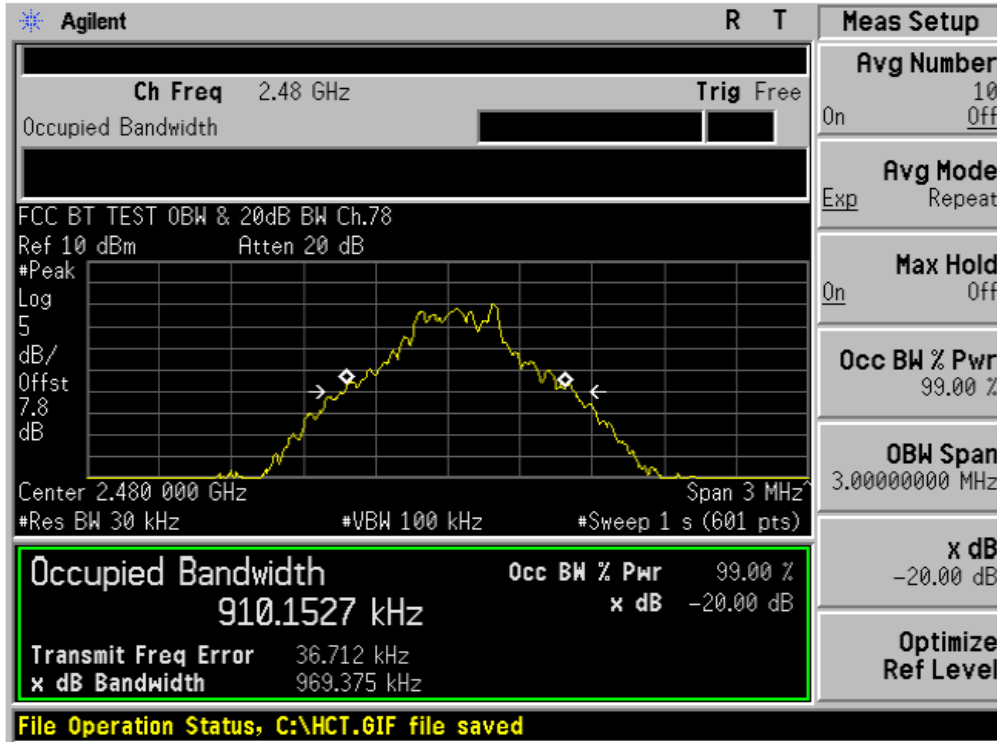 Agilent R T
Ch Freq 2.48 GHz Trig Free
Occupied Bandwidth
FCC BT TEST OBW & 20dB BW Ch.78
Ref 10 dBm Atten 20 dB
#Peak
Log
5
dB/
Offst
7.8
dB
Center 2.480 000 GHz Span 3 MHz^
#Res BW 30 kHz #VBW 100 kHz #Sweep 1 s (601 pts)
Occupied Bandwidth
910.1527 kHz
Occ BW % Pwr 99.00 %
x dB -20.00 dB
Transmit Freq Error 36.712 kHz
x dB Bandwidth 969.375 kHz
File Operation Status, C:\HCT.GIF file saved
Meas Setup
Avg Number
10
On Off
Avg Mode
Exp Repeat
Max Hold
On Off
Occ BW % Pwr
99.00 %
OBW Span
3.00000000 MHz
x dB
-20.00 dB
Optimize
Ref Level